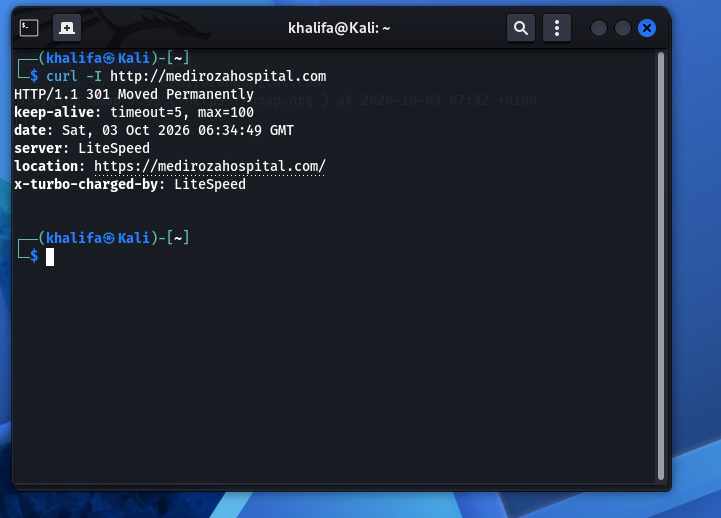 khalifa@Kali: ~
┌──(khalifa㉿Kali)-[~]
└─$ curl -I http://medirozahospital.com
HTTP/1.1 301 Moved Permanently
keep-alive: timeout=5, max=100
date: Sat, 03 Oct 2026 06:34:49 GMT
server: LiteSpeed
location: https://medirozahospital.com/
x-turbo-charged-by: LiteSpeed
┌──(khalifa㉿Kali)-[~]
└─$